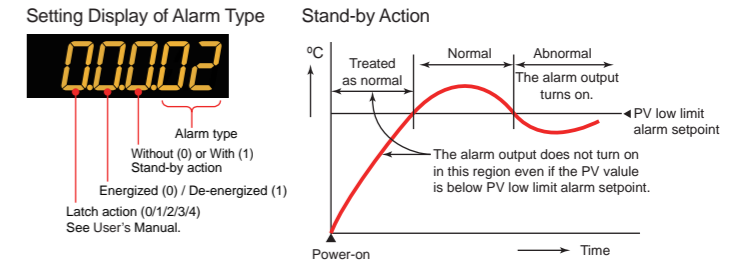 Setting Display of Alarm Type
0.0.0.02
Alarm type
Without (0) or With (1)
Stand-by action
Energized (0) / De-energized (1)
Latch action (0/1/2/3/4)
See User's Manual.
Stand-by Action
ºC
Treated
as normal
Normal
Abnormal
The alarm output
turns on.
PV low limit
alarm setpoint
The alarm output does not turn on
in this region even if the PV valule
is below PV low limit alarm setpoint.
Power-on
Time